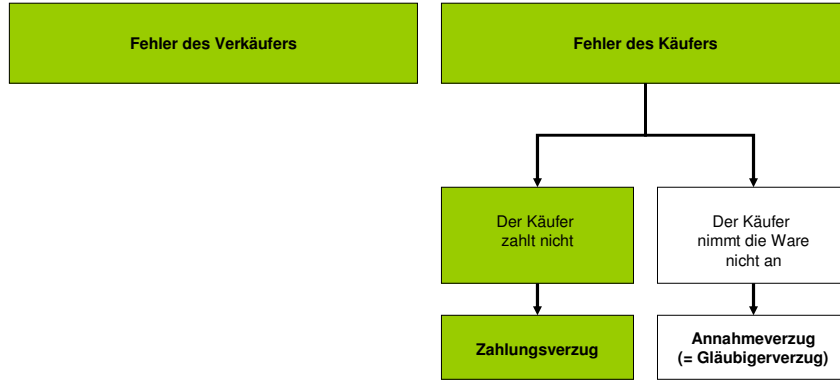 Fehler des Verkäufers
Fehler des Käufers
Der Käufer
zahlt nicht
Der Käufer
nimmt die Ware
nicht an
Zahlungsverzug
Annahmeverzug
(= Gläubigerverzug)